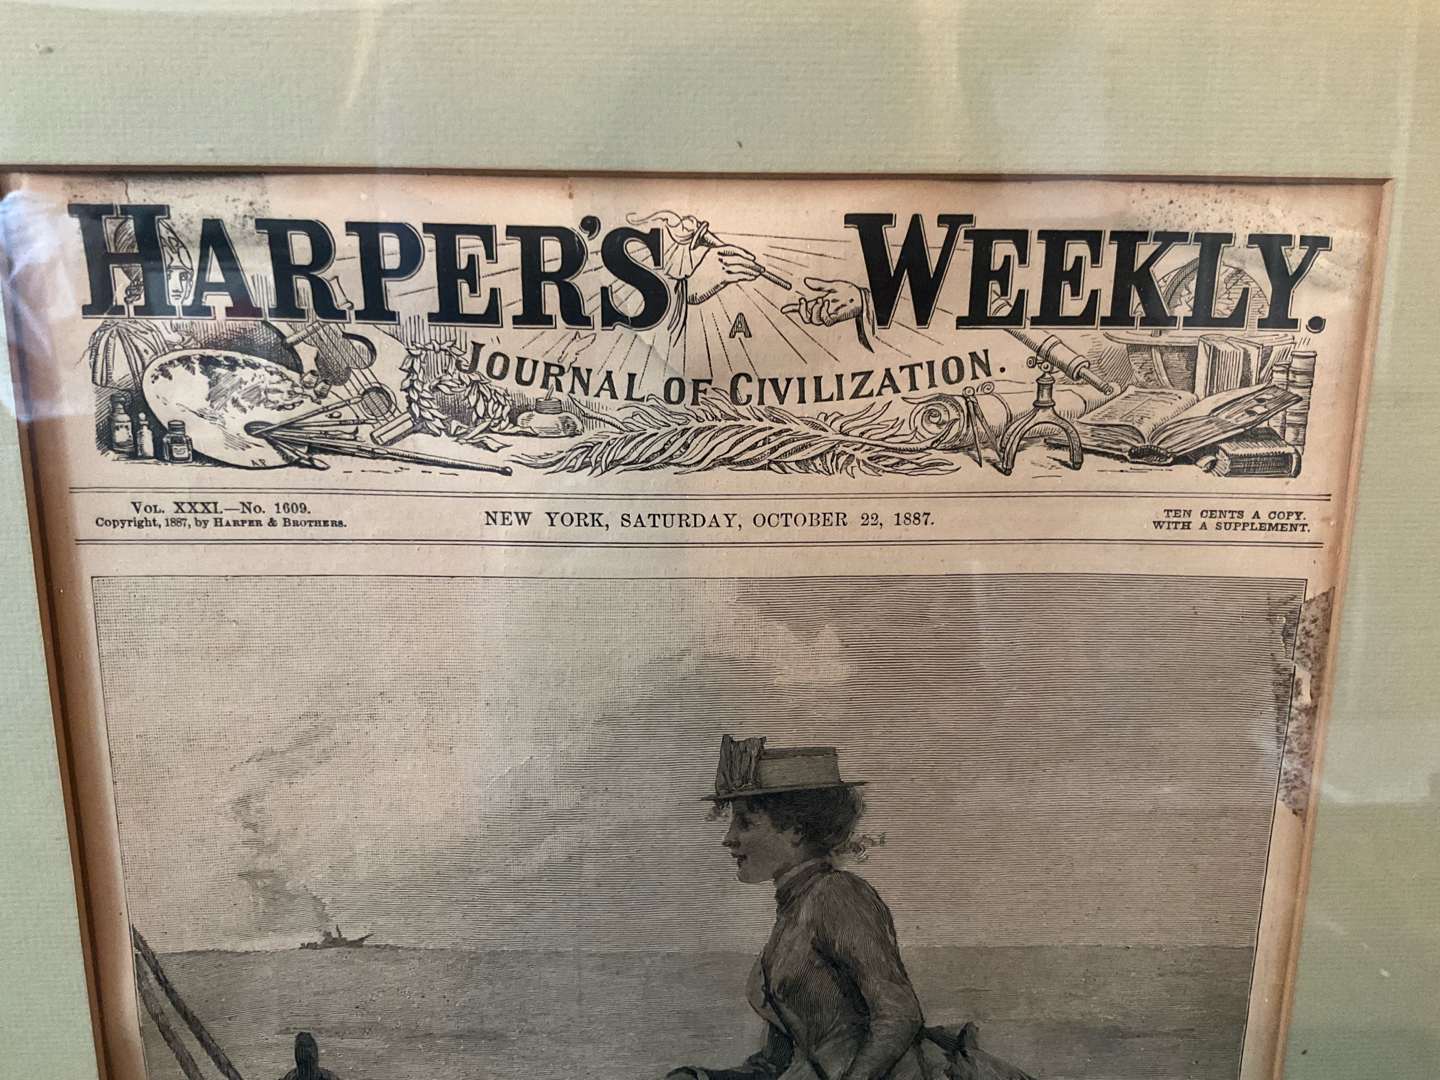 HARPER'S WEEKLY.
A
JOURNAL OF CIVILIZATION.
VOL. XXXI.—No. 1609.
Copyright, 1887, by HARPER & BROTHERS.
NEW YORK, SATURDAY, OCTOBER 22, 1887.
TEN CENTS A COPY.
WITH A SUPPLEMENT.